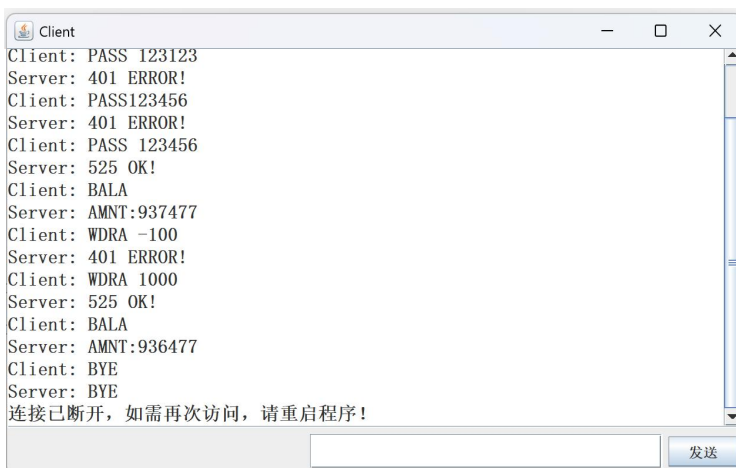 Client
Client: PASS 123123
Server: 401 ERROR!
Client: PASS123456
Server: 401 ERROR!
Client: PASS 123456
Server: 525 OK!
Client: BALA
Server: AMNT:937477
Client: WDRA -100
Server: 401 ERROR!
Client: WDRA 1000
Server: 525 OK!
Client: BALA
Server: AMNT:936477
Client: BYE
Server: BYE
连接已断开，如需再次访问，请重启程序！
发送